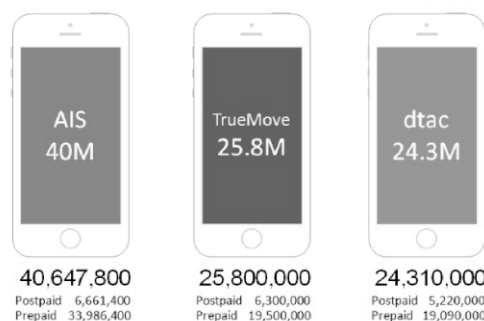 AIS
40M
TrueMove
25.8M
dtac
24.3M
40,647,800
Postpaid 6,661,400
Prepaid 33,986,400
25,800,000
Postpaid 6,300,000
Prepaid 19,500,000
24,310,000
Postpaid 5,220,000
Prepaid 19,090,000